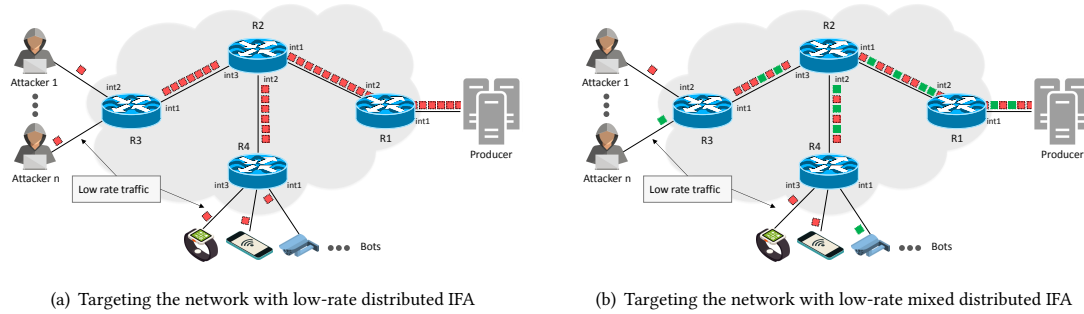 R2
int1
Attacker 1
int3
int2
int2
int2
int1
int1
R3
R1
Producer
R4
Attacker n
int3
int1
Low rate traffic
Bots
(a) Targeting the network with low-rate distributed IFA
R2
int1
Attacker 1
int3
int2
int2
int2
int1
int1
R3
R1
Producer
R4
Attacker n
int3
int1
Low rate traffic
Bots
(b) Targeting the network with low-rate mixed distributed IFA